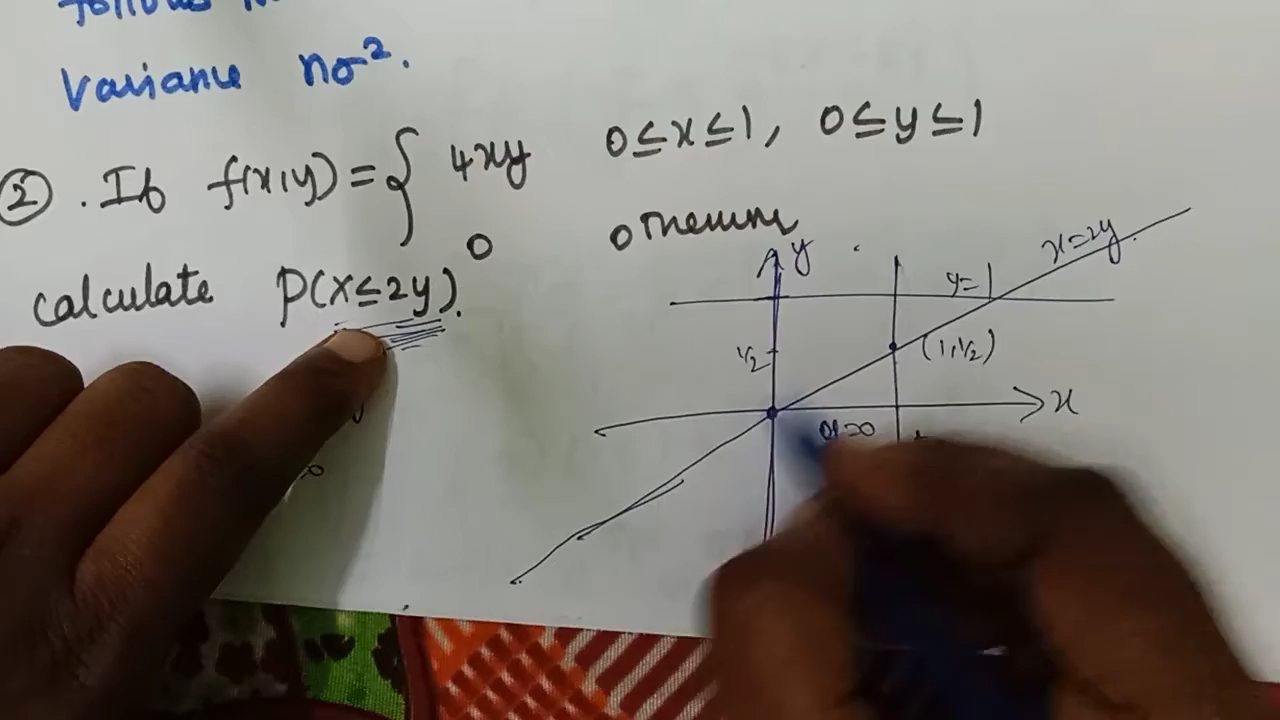 Variance nσ².
②. If f(x,y) = { 4xy 0≤x≤1, 0≤y≤1
0 otherwise
calculate P(X≤2y).
y
x=2y
y=1
½
(1,½)
x